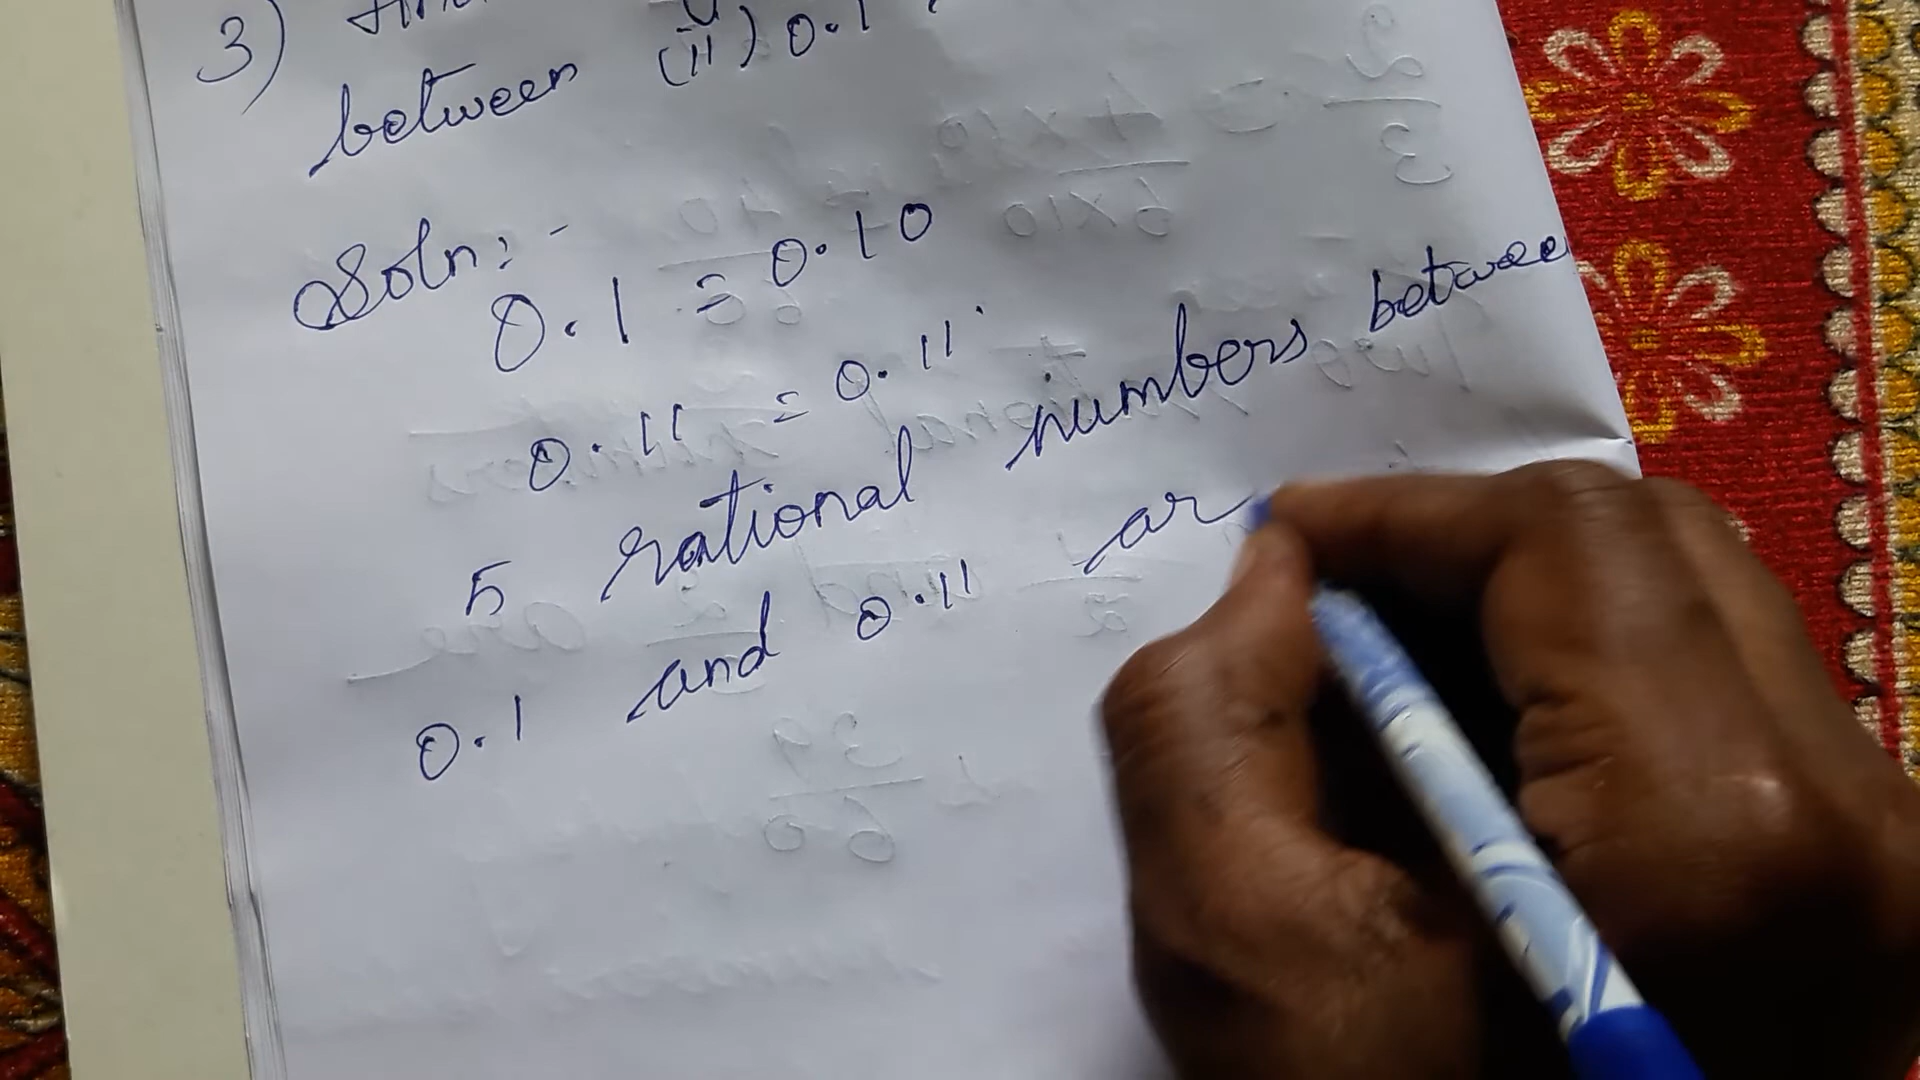 3)
between (ii) 0.1
Soln:-
0.1 = 0.10
0.11 = 0.11
5 rational numbers between
0.1 and 0.11 ar